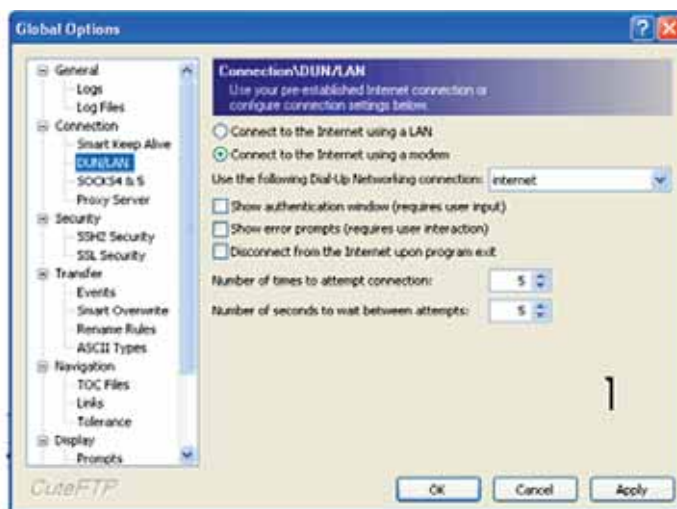 Global Options
General
Logs
Log Files
Connection
Smart Keep Alive
DUN/LAN
SOCKS4 & 5
Proxy Server
Security
SSH2 Security
SSL Security
Transfer
Events
Smart Overwrite
Rename Rules
ASCII Types
Navigation
TOC Files
Links
Tolerance
Display
Prompts
CuteFTP
Connection\DUN/LAN
Use your pre-established Internet connection or
configure connection settings below.
Connect to the Internet using a LAN
Connect to the Internet using a modem
Use the following Dial-Up Networking connection: internet
Show authentication window (requires user input)
Show error prompts (requires user interaction)
Disconnect from the Internet upon program exit
Number of times to attempt connection: 5
Number of seconds to wait between attempts: 5
1
OK Cancel Apply